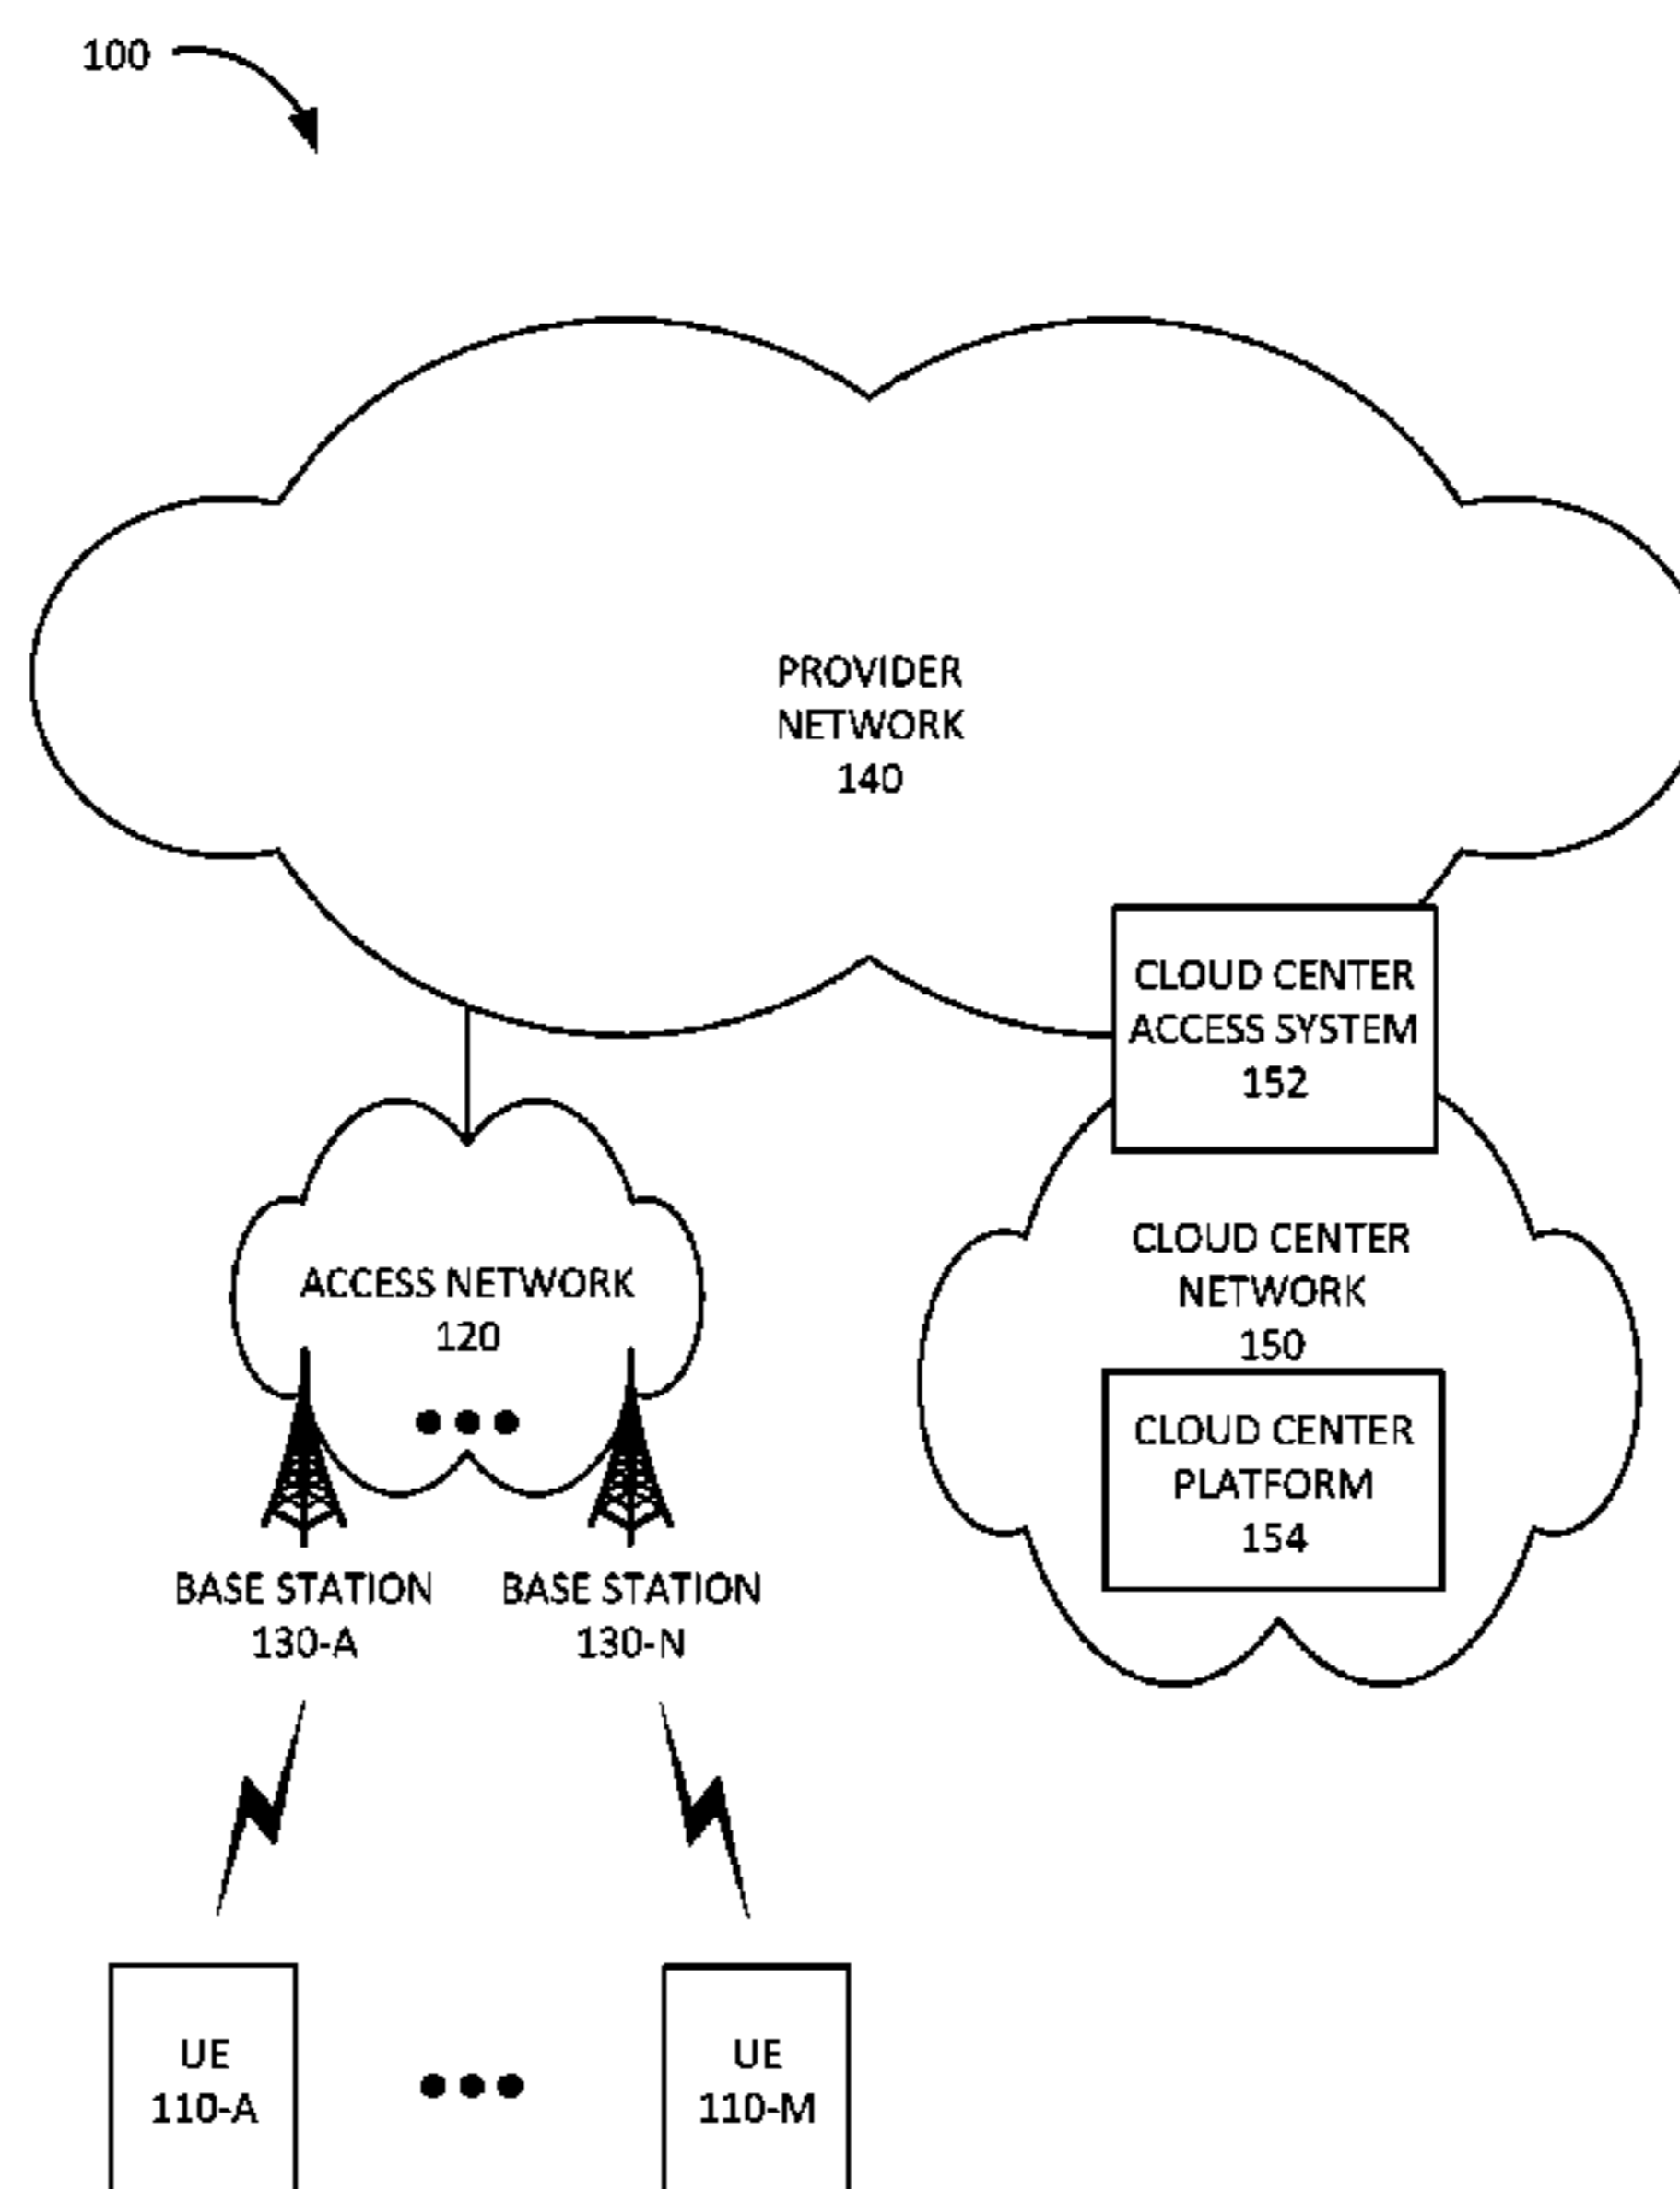 100
PROVIDER
NETWORK
140
CLOUD CENTER
ACCESS SYSTEM
152
ACCESS NETWORK
120
CLOUD CENTER
NETWORK
150
CLOUD CENTER
PLATFORM
154
BASE STATION
130-A
BASE STATION
130-N
UE
110-A
UE
110-M